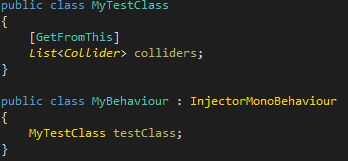 public class MyTestClass
{
[GetFromThis]
List<Collider> colliders;
}
public class MyBehaviour : InjectorMonoBehaviour
{
MyTestClass testClass;
}